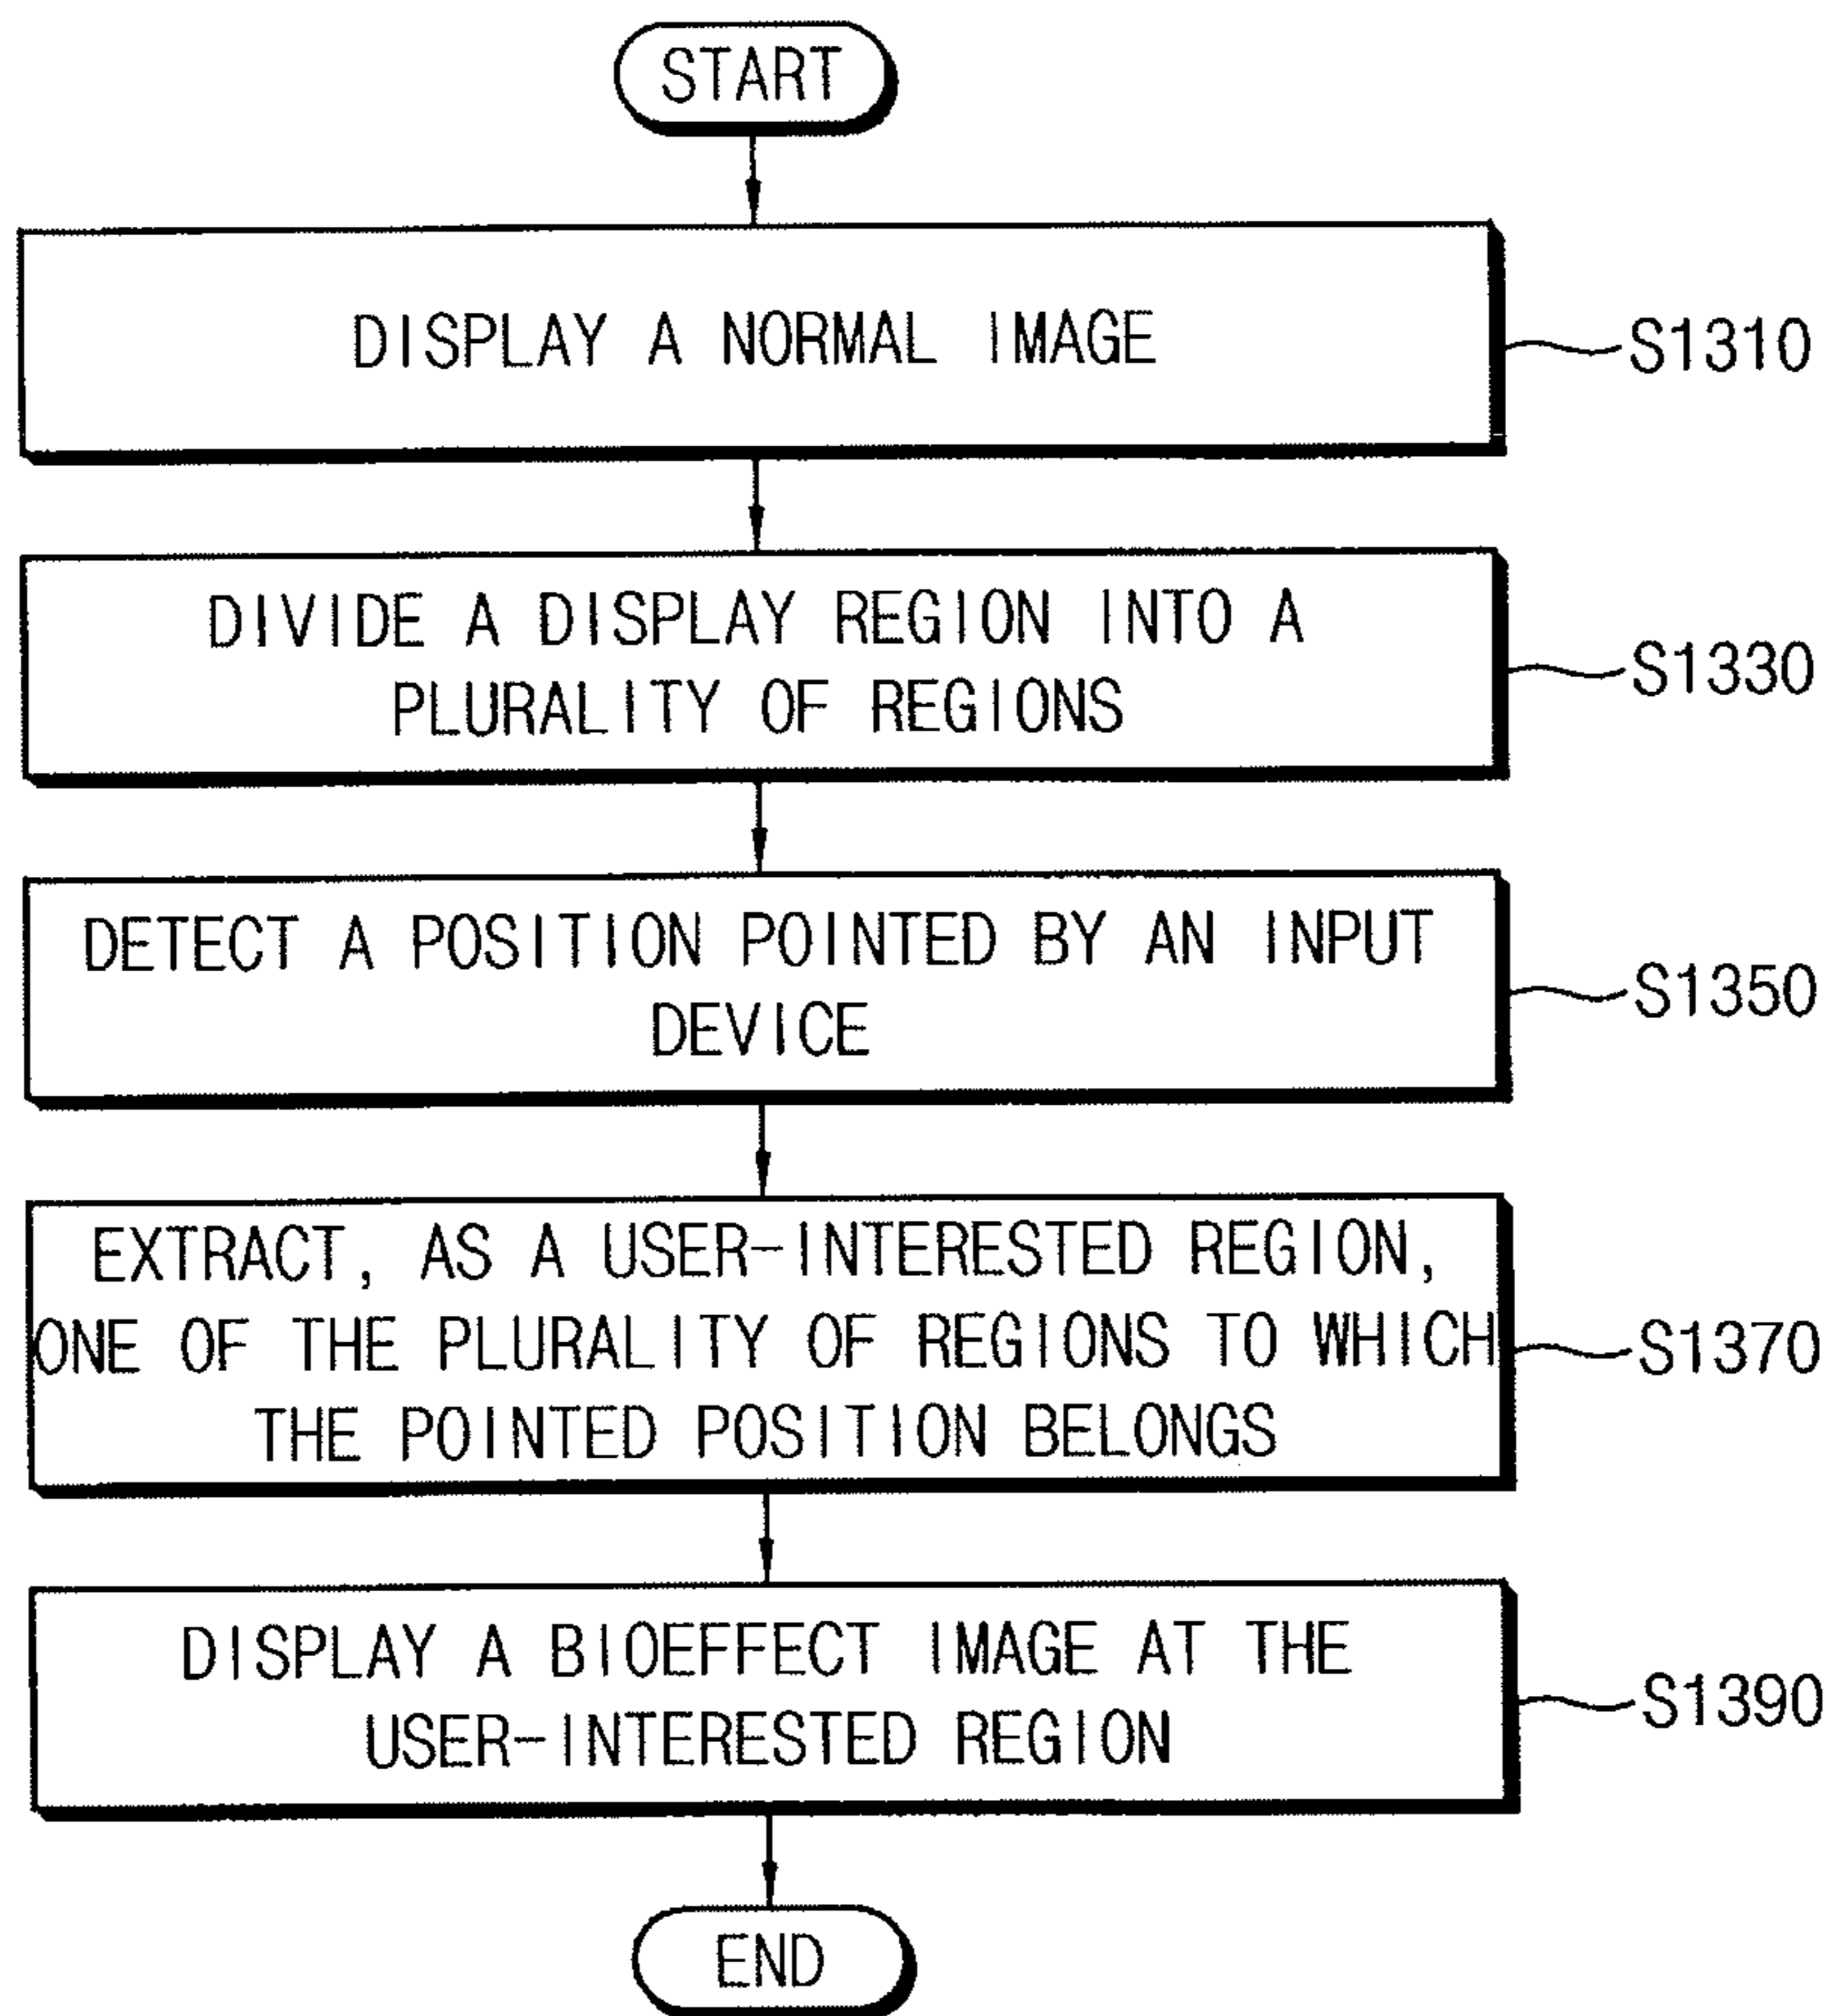 START
DISPLAY A NORMAL IMAGE
S1310
DIVIDE A DISPLAY REGION INTO A
PLURALITY OF REGIONS
S1330
DETECT A POSITION POINTED BY AN INPUT
DEVICE
S1350
EXTRACT, AS A USER-INTERESTED REGION,
ONE OF THE PLURALITY OF REGIONS TO WHICH
THE POINTED POSITION BELONGS
S1370
DISPLAY A BIOEFFECT IMAGE AT THE
USER-INTERESTED REGION
S1390
END